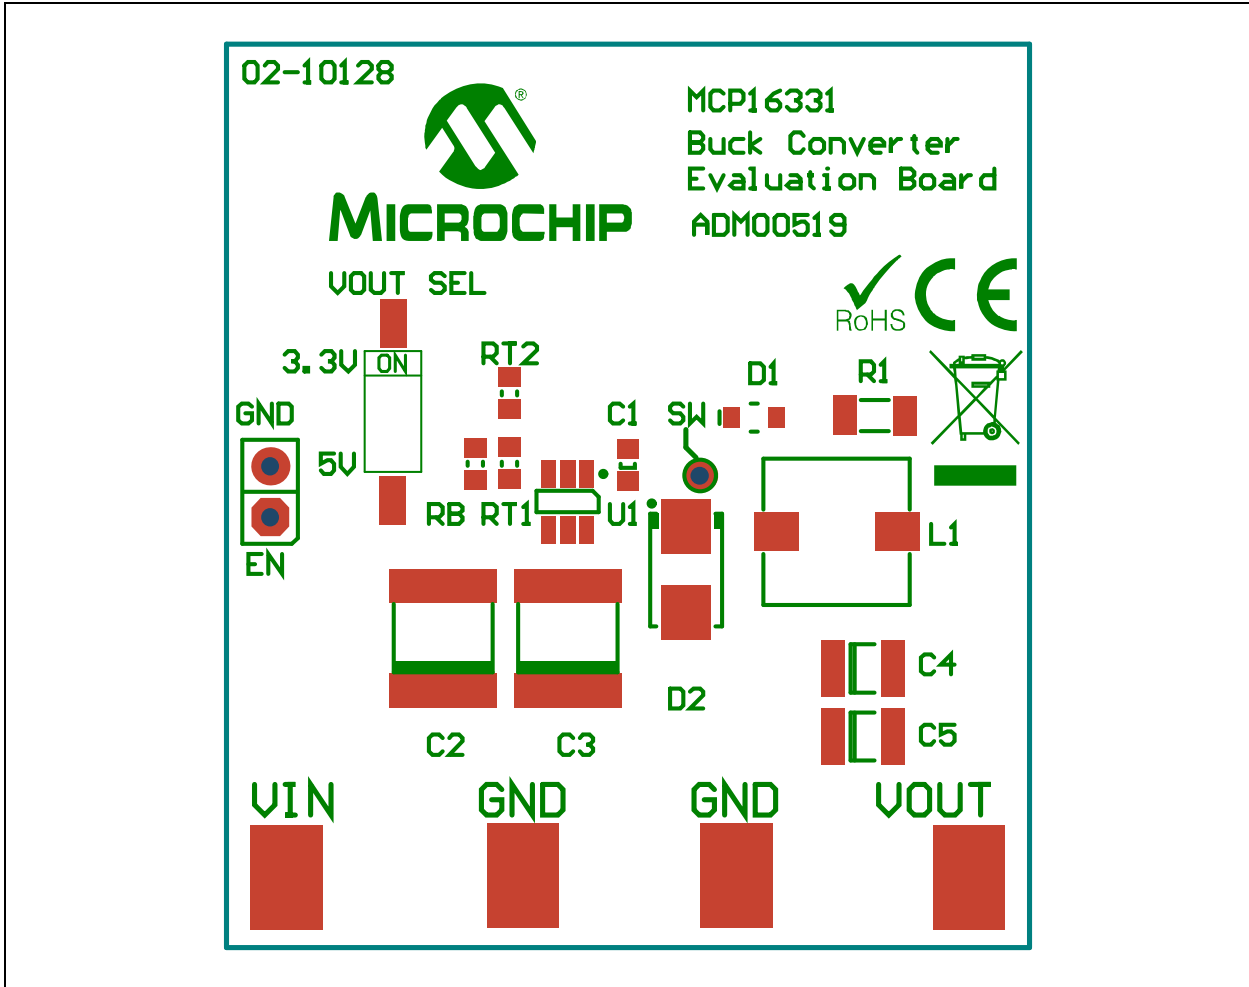 02-10128
®
MICROCHIP
MCP16331
Buck Converter
Evaluation Board
ADM00519
RoHS
CE
VOUT SEL
3.3V
ON
5V
GND
EN
RT2
RB
RT1
U1
C1
SW
D1
R1
L1
C2
C3
D2
C4
C5
VIN
GND
GND
VOUT